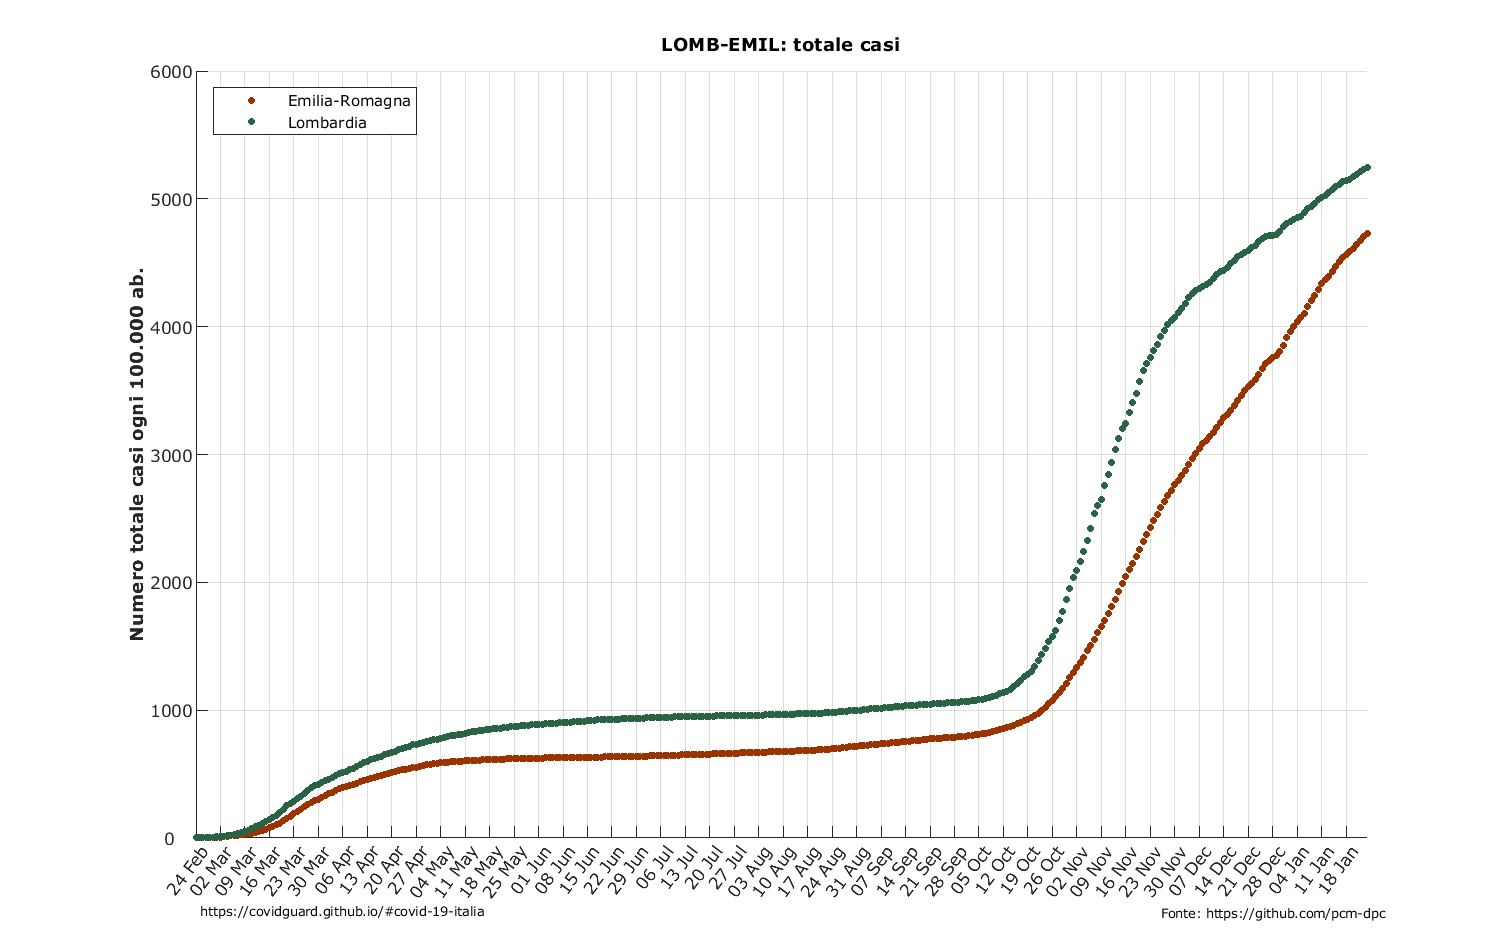 LOMB-EMIL: totale casi
6000
5000
4000
3000
2000
1000
0
Numero totale casi ogni 100.000 ab.
Emilia-Romagna
Lombardia
24 Feb
02 Mar
09 Mar
16 Mar
23 Mar
30 Mar
06 Apr
13 Apr
20 Apr
27 Apr
04 May
11 May
18 May
25 May
01 Jun
08 Jun
15 Jun
22 Jun
29 Jun
06 Jul
13 Jul
20 Jul
27 Jul
03 Aug
10 Aug
17 Aug
24 Aug
31 Aug
07 Sep
14 Sep
21 Sep
28 Sep
05 Oct
12 Oct
19 Oct
26 Oct
02 Nov
09 Nov
16 Nov
23 Nov
30 Nov
07 Dec
14 Dec
21 Dec
28 Dec
04 Jan
11 Jan
18 Jan
https://covidguard.github.io/#covid-19-italia
Fonte: https://github.com/pcm-dpc